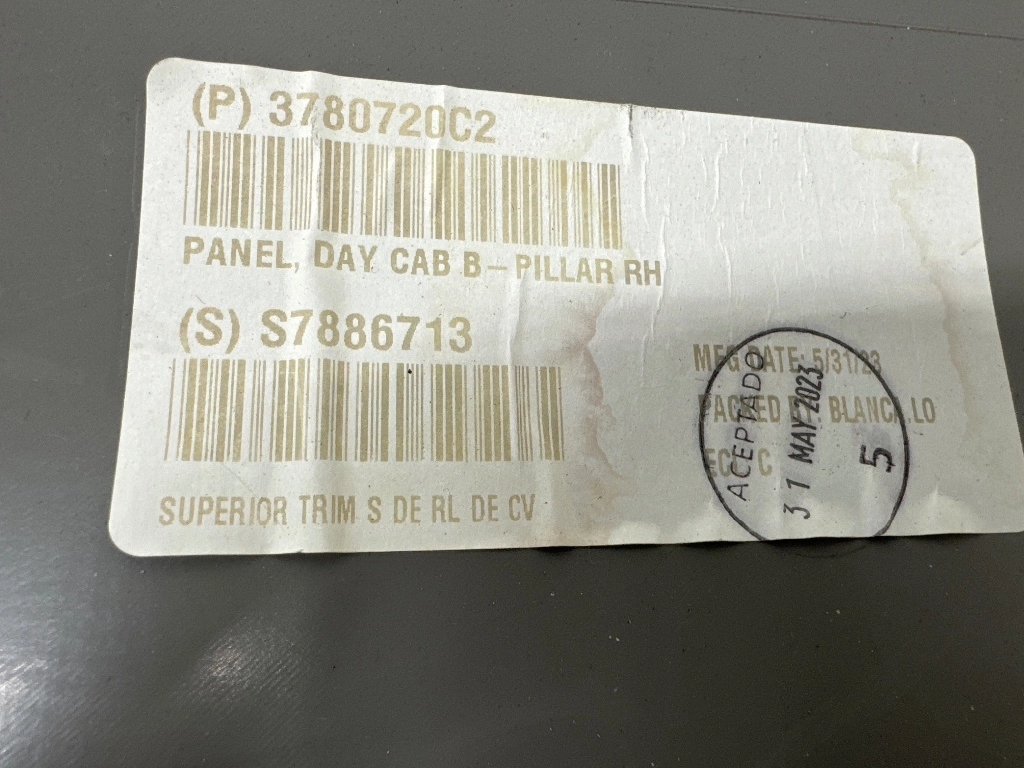 (P) 3780720C2
PANEL, DAY CAB B-PILLAR RH
(S) S7886713
SUPERIOR TRIM S DE RL DE CV
MFG DATE: 5/31/23
BLANCA.LO
ACEPTADO
31 MAY 2023
5